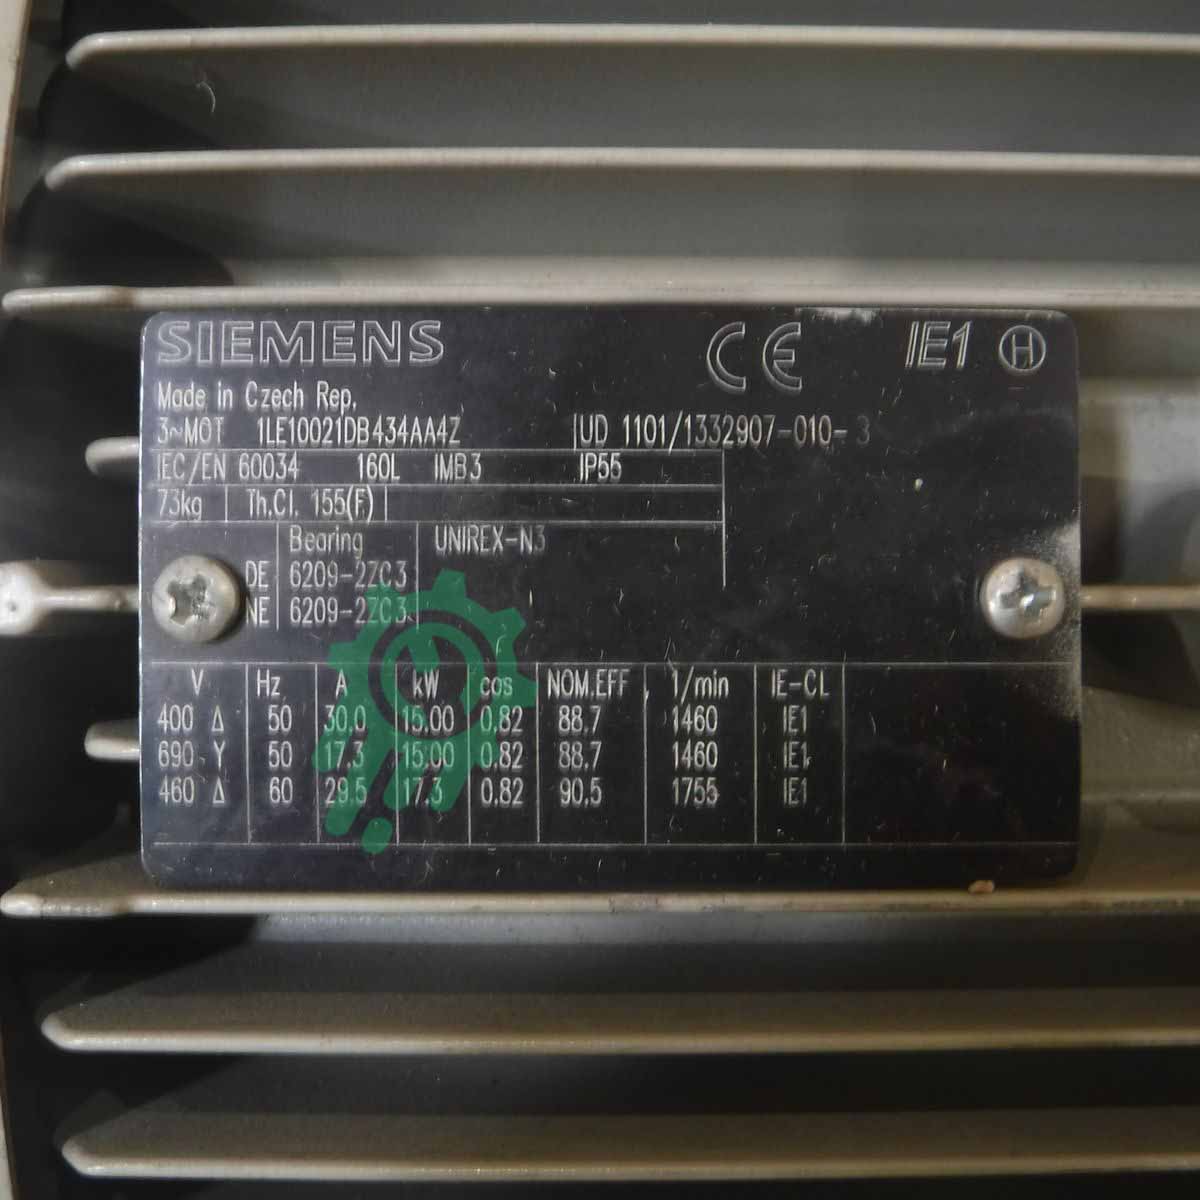 SIEMENS CE IE1 H
Made in Czech Rep.
3~MOT 1LE10021DB434AA4Z UD 1101/1332907-010-3
IEC/EN 60034 160L IMB3 IP55
73kg Th.Cl. 155(F)
Bearing UNIREX-N3
DE 6209-2ZC3
NE 6209-2ZC3
V Hz A kW cos NOM.EFF 1/min IE-CL
400 Δ 50 30.0 15.00 0.82 88.7 1460 IE1
690 Y 50 17.3 15.00 0.82 88.7 1460 IE1
460 Δ 60 29.5 17.3 0.82 90.5 1755 IE1